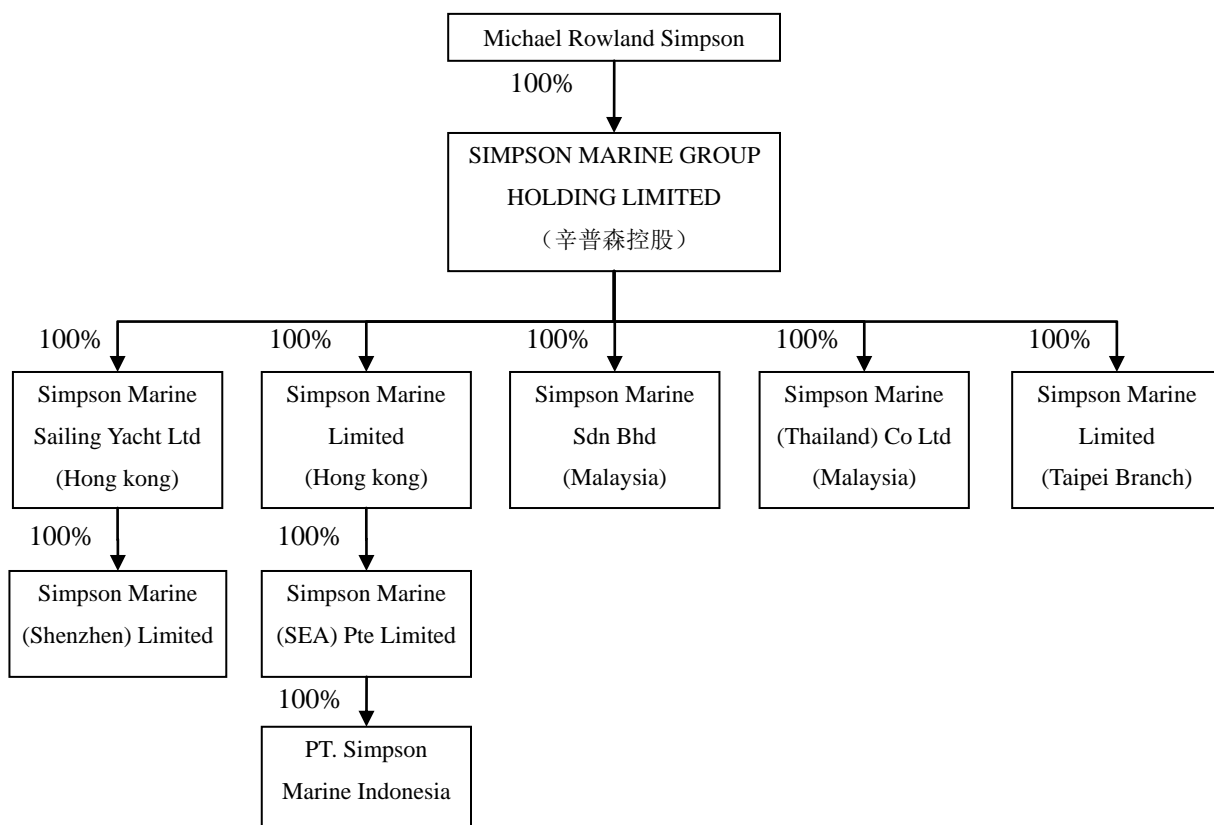 Michael Rowland Simpson
100%
SIMPSON MARINE GROUP
HOLDING LIMITED
（辛普森控股）
100%
100%
100%
100%
100%
Simpson Marine
Sailing Yacht Ltd
(Hong kong)
Simpson Marine
Limited
(Hong kong)
Simpson Marine
Sdn Bhd
(Malaysia)
Simpson Marine
(Thailand) Co Ltd
(Malaysia)
Simpson Marine
Limited
(Taipei Branch)
100%
100%
Simpson Marine
(Shenzhen) Limited
Simpson Marine
(SEA) Pte Limited
100%
PT. Simpson
Marine Indonesia